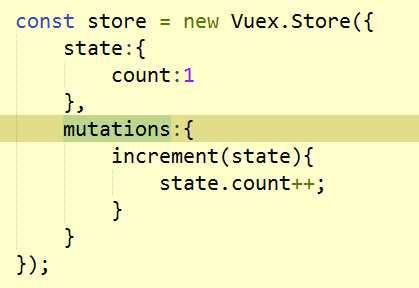 const store = new Vuex.Store({
    state:{
        count:1
    },
    mutations:{
        increment(state){
            state.count++;
        }
    }
});